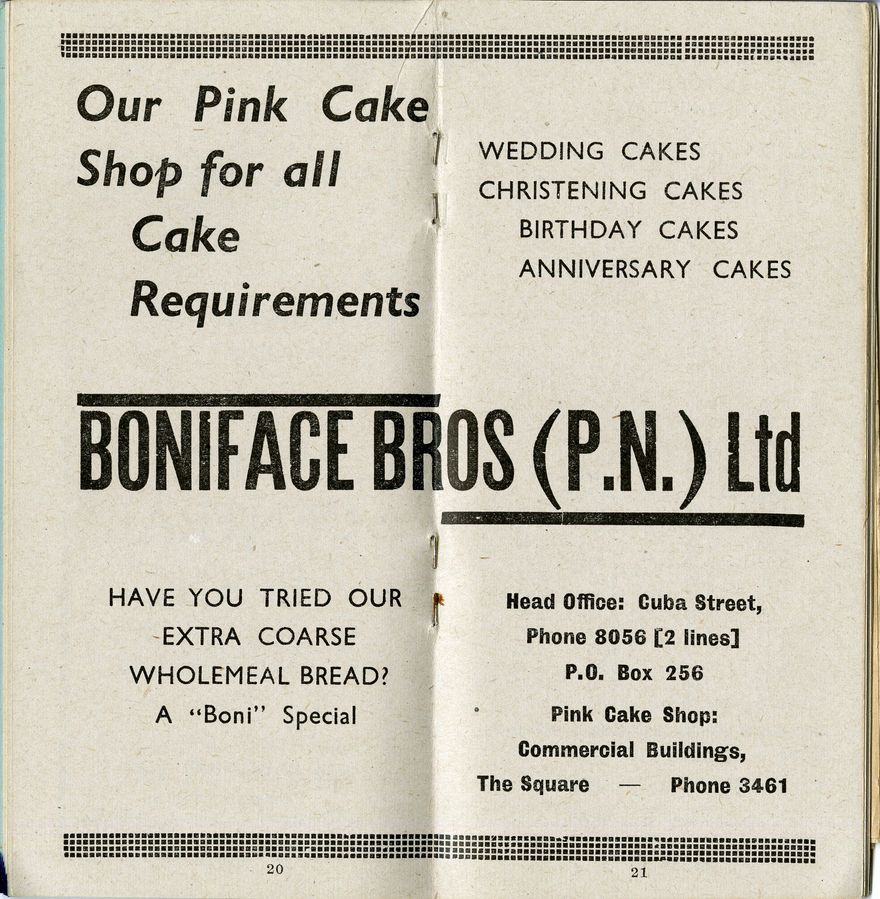 Our Pink Cake
Shop for all
Cake
Requirements
WEDDING CAKES
CHRISTENING CAKES
BIRTHDAY CAKES
ANNIVERSARY CAKES
BONIFACE BROS (P.N.) Ltd
HAVE YOU TRIED OUR
EXTRA COARSE
WHOLEMEAL BREAD?
A “Boni” Special
Head Office: Cuba Street,
Phone 8056 [2 lines]
P.O. Box 256
Pink Cake Shop:
Commercial Buildings,
The Square — Phone 3461
20
21